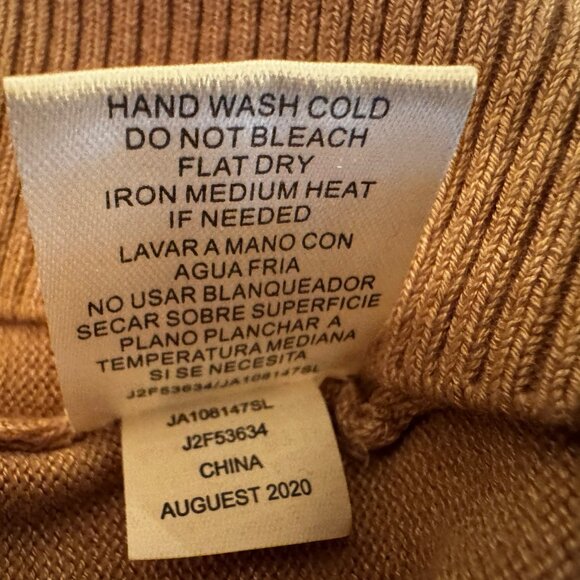 HAND WASH COLD
DO NOT BLEACH
FLAT DRY
IRON MEDIUM HEAT
IF NEEDED
LAVAR A MANO CON
AGUA FRIA
NO USAR BLANQUEADOR
SECAR SOBRE SUPERFICIE
PLANO PLANCHAR A
TEMPERATURA MEDIANA
SI SE NECESITA
J2F53634/JA108147SL
JA108147SL
J2F53634
CHINA
AUGUEST 2020